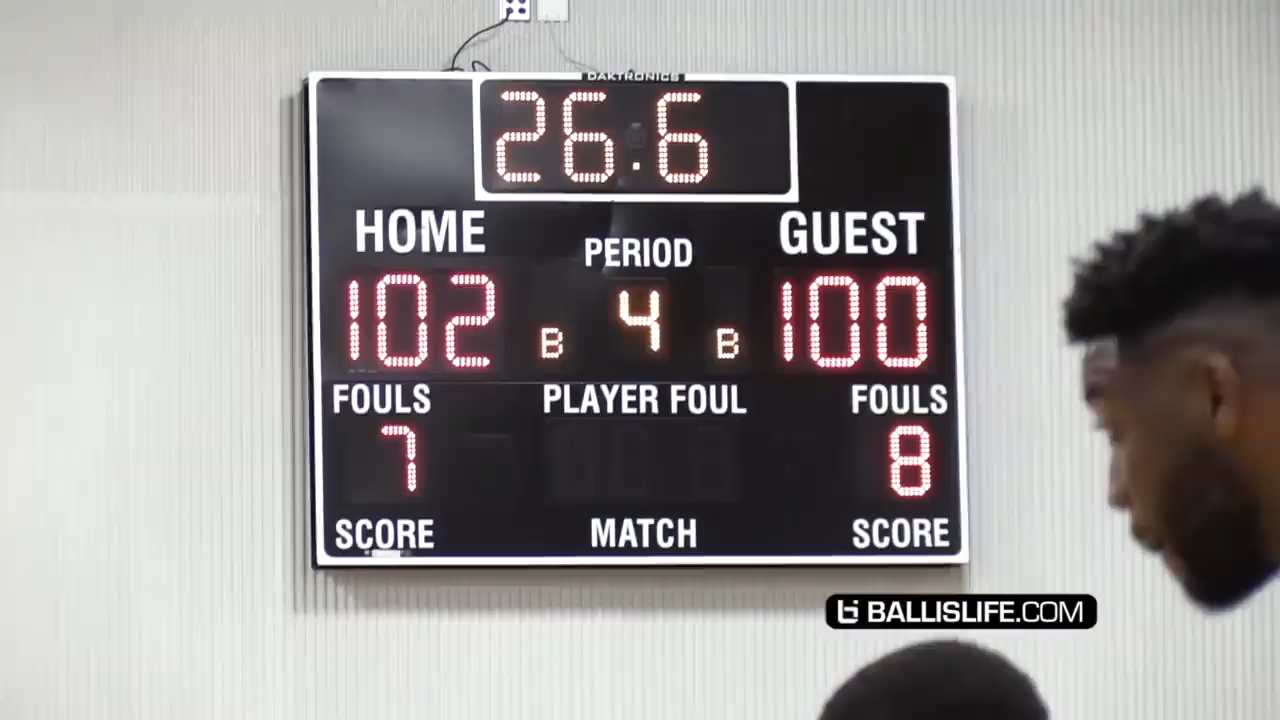 DAKTRONICS
26.6
HOME
PERIOD
GUEST
102
B
4
B
100
FOULS
PLAYER FOUL
FOULS
7
8
SCORE
MATCH
SCORE
BALLISLIFE.COM